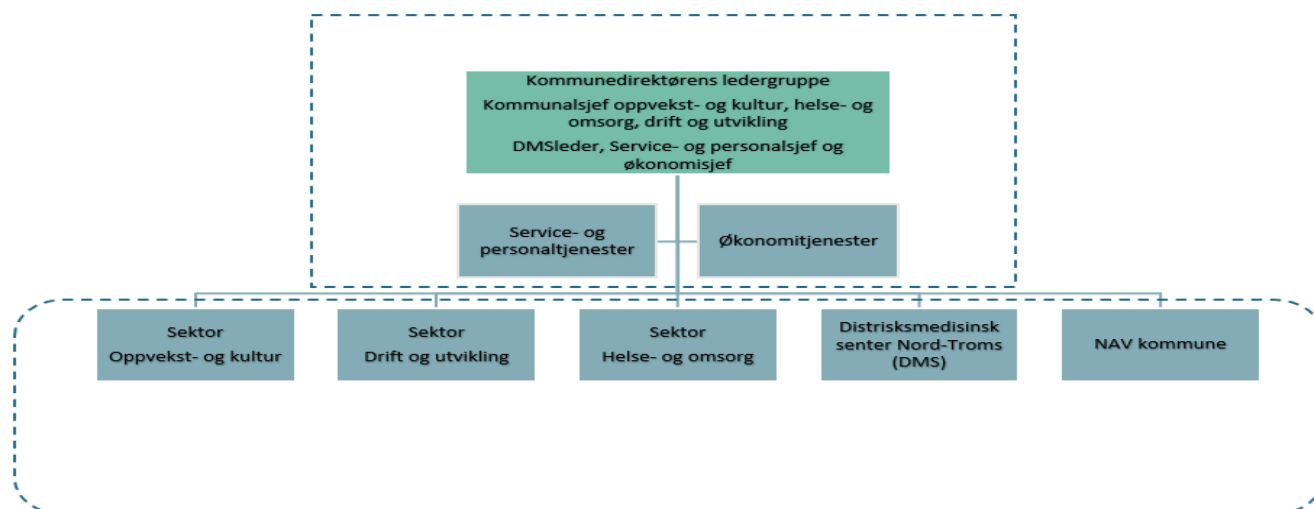 Kommunedirektørens ledergruppe
Kommunalsjef oppvekst- og kultur, helse- og
omsorg, drift og utvikling
DMSleder, Service- og personalsjef og
økonomisjef
Service- og
personaltjenester
Økonomitjenester
Sektor
Oppvekst- og kultur
Sektor
Drift og utvikling
Sektor
Helse- og omsorg
Distrisksmedisinsk
senter Nord-Troms
(DMS)
NAV kommune